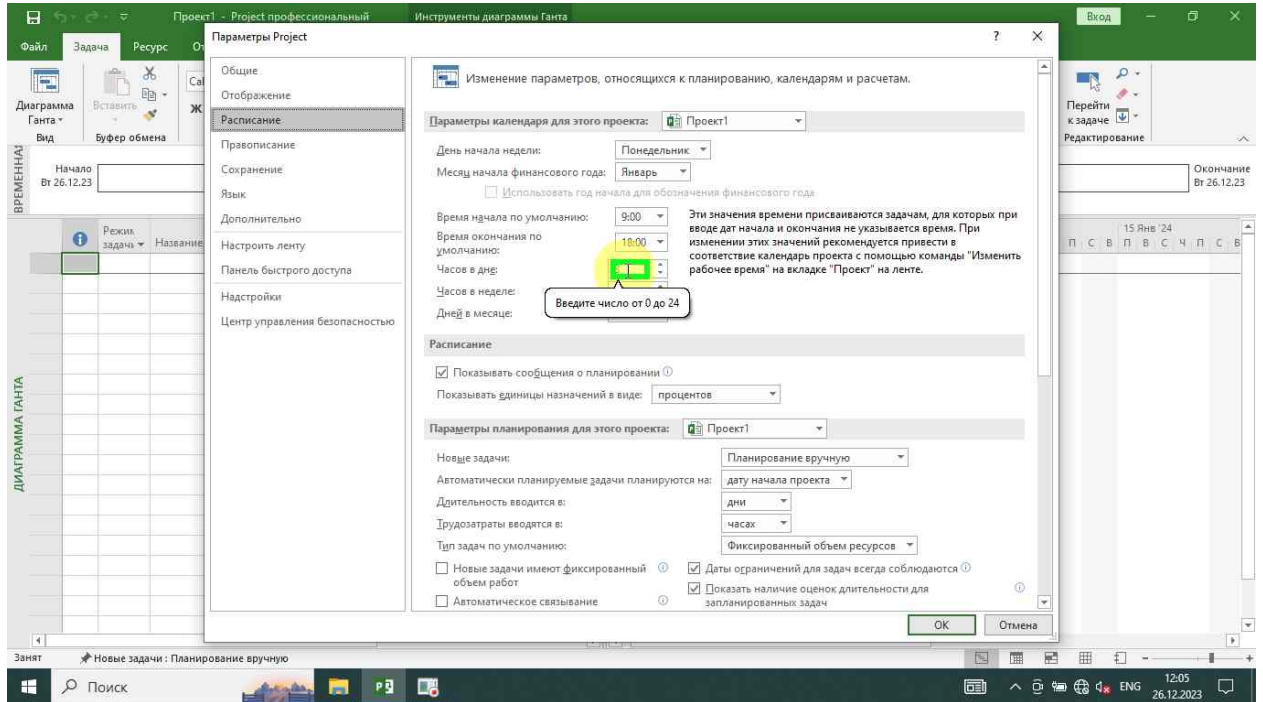 Проект1 - Project профессиональный
Инструменты диаграммы Ганта
Вход
Файл
Задача
Ресурс
Параметры Project
?
Диаграмма
Ганта
Вставить
Ж
Перейти
к задаче
Вид
Буфер обмена
Редактирование
Общие
Отображение
Расписание
Правописание
Сохранение
Язык
Дополнительно
Настроить ленту
Панель быстрого доступа
Надстройки
Центр управления безопасностью
Изменение параметров, относящихся к планированию, календарям и расчетам.
Параметры календаря для этого проекта: Проект1
День начала недели: Понедельник
Месяц начала финансового года: Январь
Использовать год начала для обозначения финансового года
Время начала по умолчанию: 9:00
Время окончания по
умолчанию: 18:00
Эти значения времени присваиваются задачам, для которых при
вводе дат начала и окончания не указывается время. При
изменении этих значений рекомендуется привести в
соответствие календарь проекта с помощью команды "Изменить
рабочее время" на вкладке "Проект" на ленте.
Часов в дне:
Часов в неделе:
Введите число от 0 до 24
Дней в месяце:
Расписание
Показывать сообщения о планировании
Показывать единицы назначений в виде: процентов
Параметры планирования для этого проекта: Проект1
Новые задачи: Планирование вручную
Автоматически планируемые задачи планируются на: дату начала проекта
Длительность вводится в: дни
Трудозатраты вводятся в: часах
Тип задач по умолчанию: Фиксированный объем ресурсов
Новые задачи имеют фиксированный
объем работ
Автоматическое связывание
Даты ограничений для задач всегда соблюдаются
Показать наличие оценок длительности для
запланированных задач
OK
Отмена
Начало
Вт 26.12.23
Окончание
Вт 26.12.23
Режим
задачи
Название
15 Янв '24
П С В П В С Ч П С В
ДИАГРАММА ГАНТА
Занят
Новые задачи : Планирование вручную
Поиск
ENG
12:05
26.12.2023